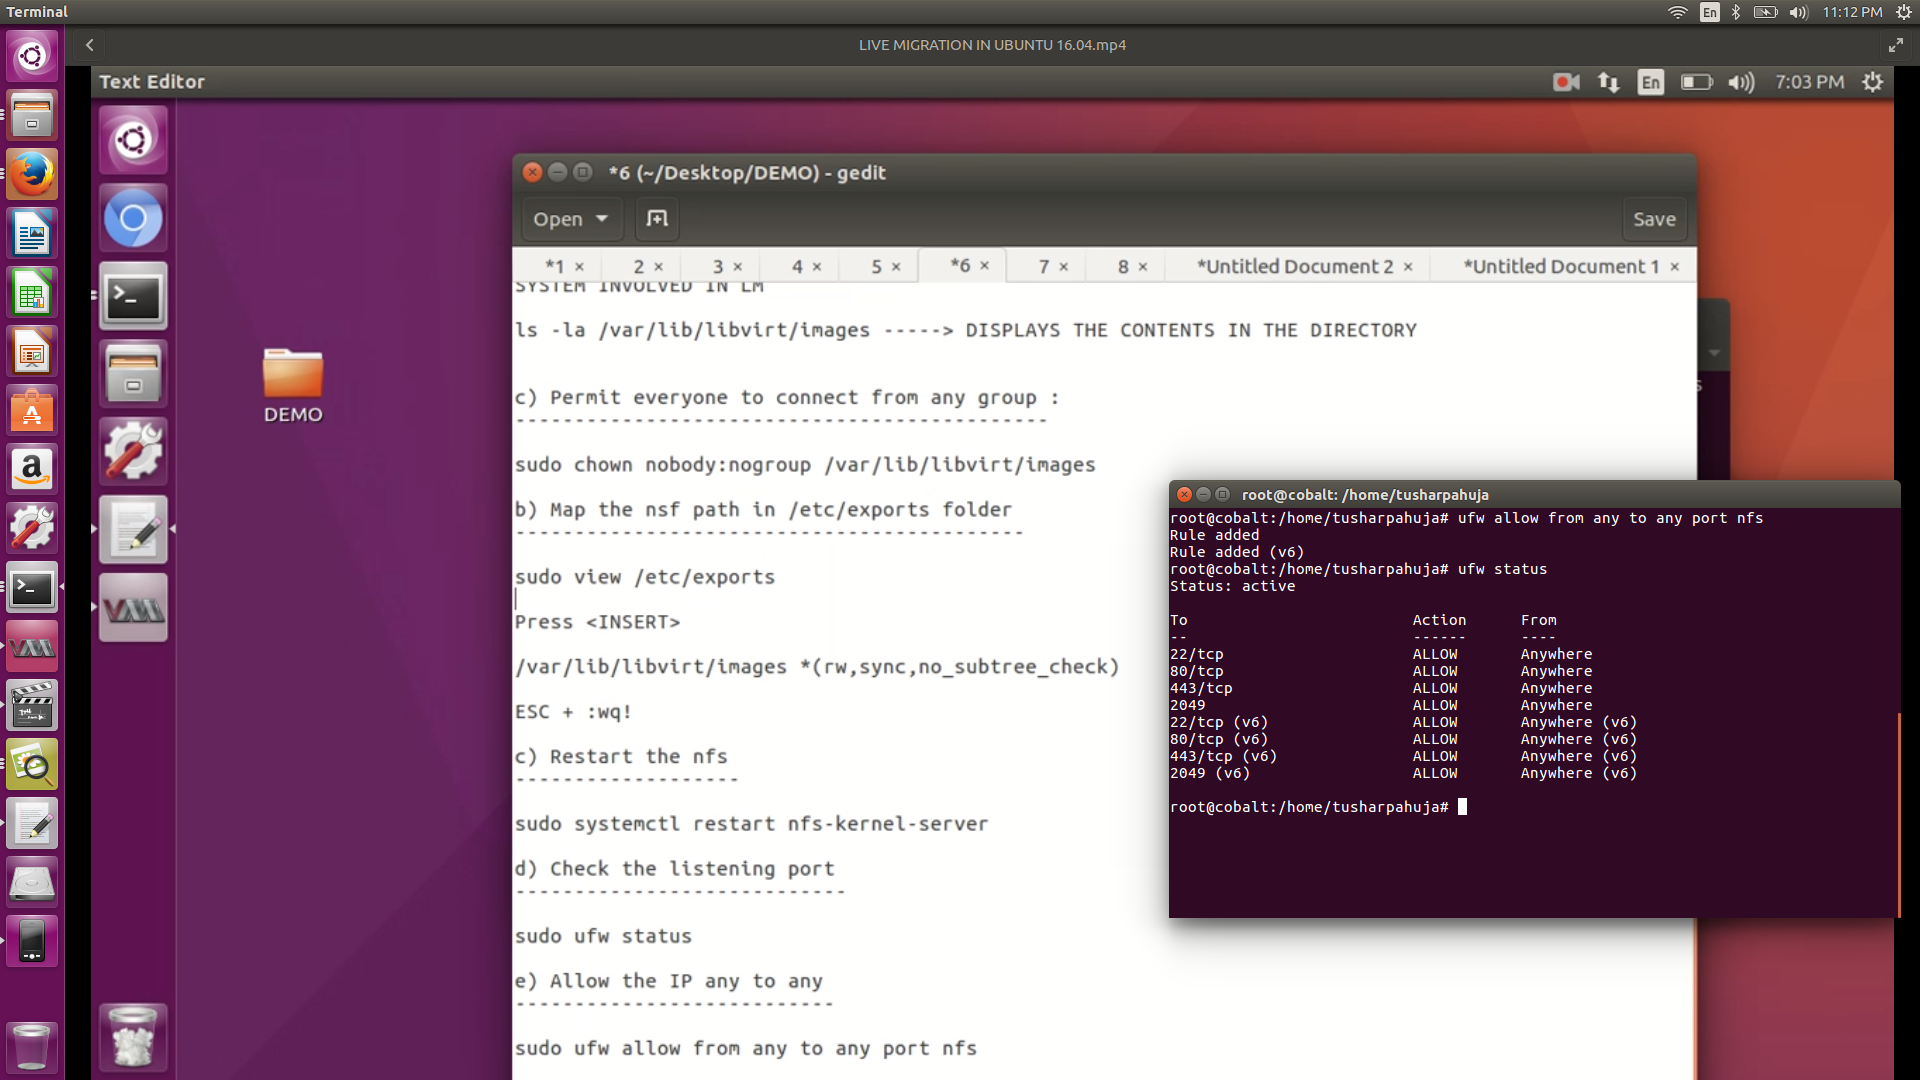 Terminal
En
11:12 PM
LIVE MIGRATION IN UBUNTU 16.04.mp4
Text Editor
En
7:03 PM
*6 (~/Desktop/DEMO) - gedit
Open
Save
*1 × 2 × 3 × 4 × 5 × *6 × 7 × 8 × *Untitled Document 2 × *Untitled Document 1 ×
SYSTEM INVOLVED IN LM
ls -la /var/lib/libvirt/images -----> DISPLAYS THE CONTENTS IN THE DIRECTORY
c) Permit everyone to connect from any group :
---------------------------------------------
sudo chown nobody:nogroup /var/lib/libvirt/images
b) Map the nsf path in /etc/exports folder
-------------------------------------------
sudo view /etc/exports
Press <INSERT>
/var/lib/libvirt/images *(rw,sync,no_subtree_check)
ESC + :wq!
c) Restart the nfs
-------------------
sudo systemctl restart nfs-kernel-server
d) Check the listening port
----------------------------
sudo ufw status
e) Allow the IP any to any
---------------------------
sudo ufw allow from any to any port nfs
DEMO
root@cobalt: /home/tusharpahuja
root@cobalt:/home/tusharpahuja# ufw allow from any to any port nfs
Rule added
Rule added (v6)
root@cobalt:/home/tusharpahuja# ufw status
Status: active
To Action From
-- ------ ----
22/tcp ALLOW Anywhere
80/tcp ALLOW Anywhere
443/tcp ALLOW Anywhere
2049 ALLOW Anywhere
22/tcp (v6) ALLOW Anywhere (v6)
80/tcp (v6) ALLOW Anywhere (v6)
443/tcp (v6) ALLOW Anywhere (v6)
2049 (v6) ALLOW Anywhere (v6)
root@cobalt:/home/tusharpahuja#